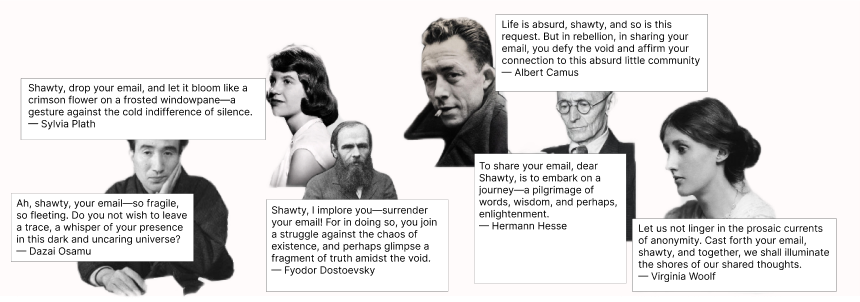 Life is absurd, shawty, and so is this
request. But in rebellion, in sharing your
email, you defy the void and affirm your
connection to this absurd little community
— Albert Camus
Shawty, drop your email, and let it bloom like a
crimson flower on a frosted windowpane—a
gesture against the cold indifference of silence.
— Sylvia Plath
To share your email, dear
Shawty, is to embark on a
journey—a pilgrimage of
words, wisdom, and perhaps,
enlightenment.
— Hermann Hesse
Ah, shawty, your email—so fragile,
so fleeting. Do you not wish to leave
a trace, a whisper of your presence
in this dark and uncaring universe?
— Dazai Osamu
Shawty, I implore you—surrender
your email! For in doing so, you join
a struggle against the chaos of
existence, and perhaps glimpse a
fragment of truth amidst the void.
— Fyodor Dostoevsky
Let us not linger in the prosaic currents
of anonymity. Cast forth your email,
shawty, and together, we shall illuminate
the shores of our shared thoughts.
— Virginia Woolf